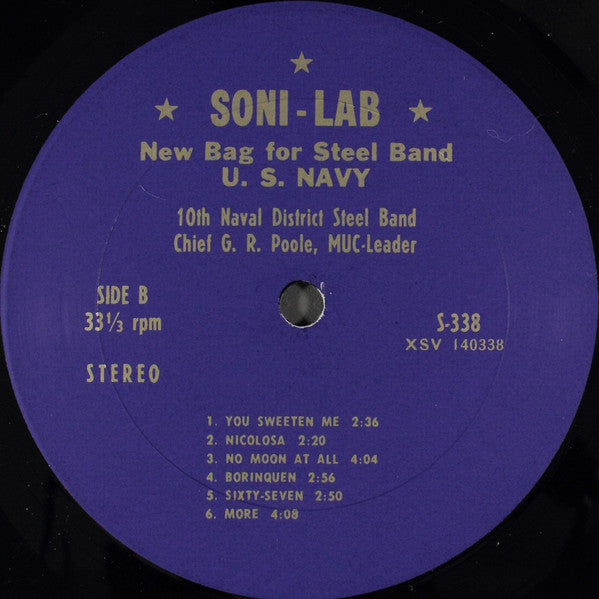 SONI-LAB
New Bag for Steel Band
U. S. NAVY
10th Naval District Steel Band
Chief G. R. Poole, MUC-Leader
SIDE B
33⅓ rpm
S-338
XSV 140338
STEREO
1. YOU SWEETEN ME 2:36
2. NICOLOSA 2:20
3. NO MOON AT ALL 4:04
4. BORINQUEN 2:56
5. SIXTY-SEVEN 2:50
6. MORE 4:08